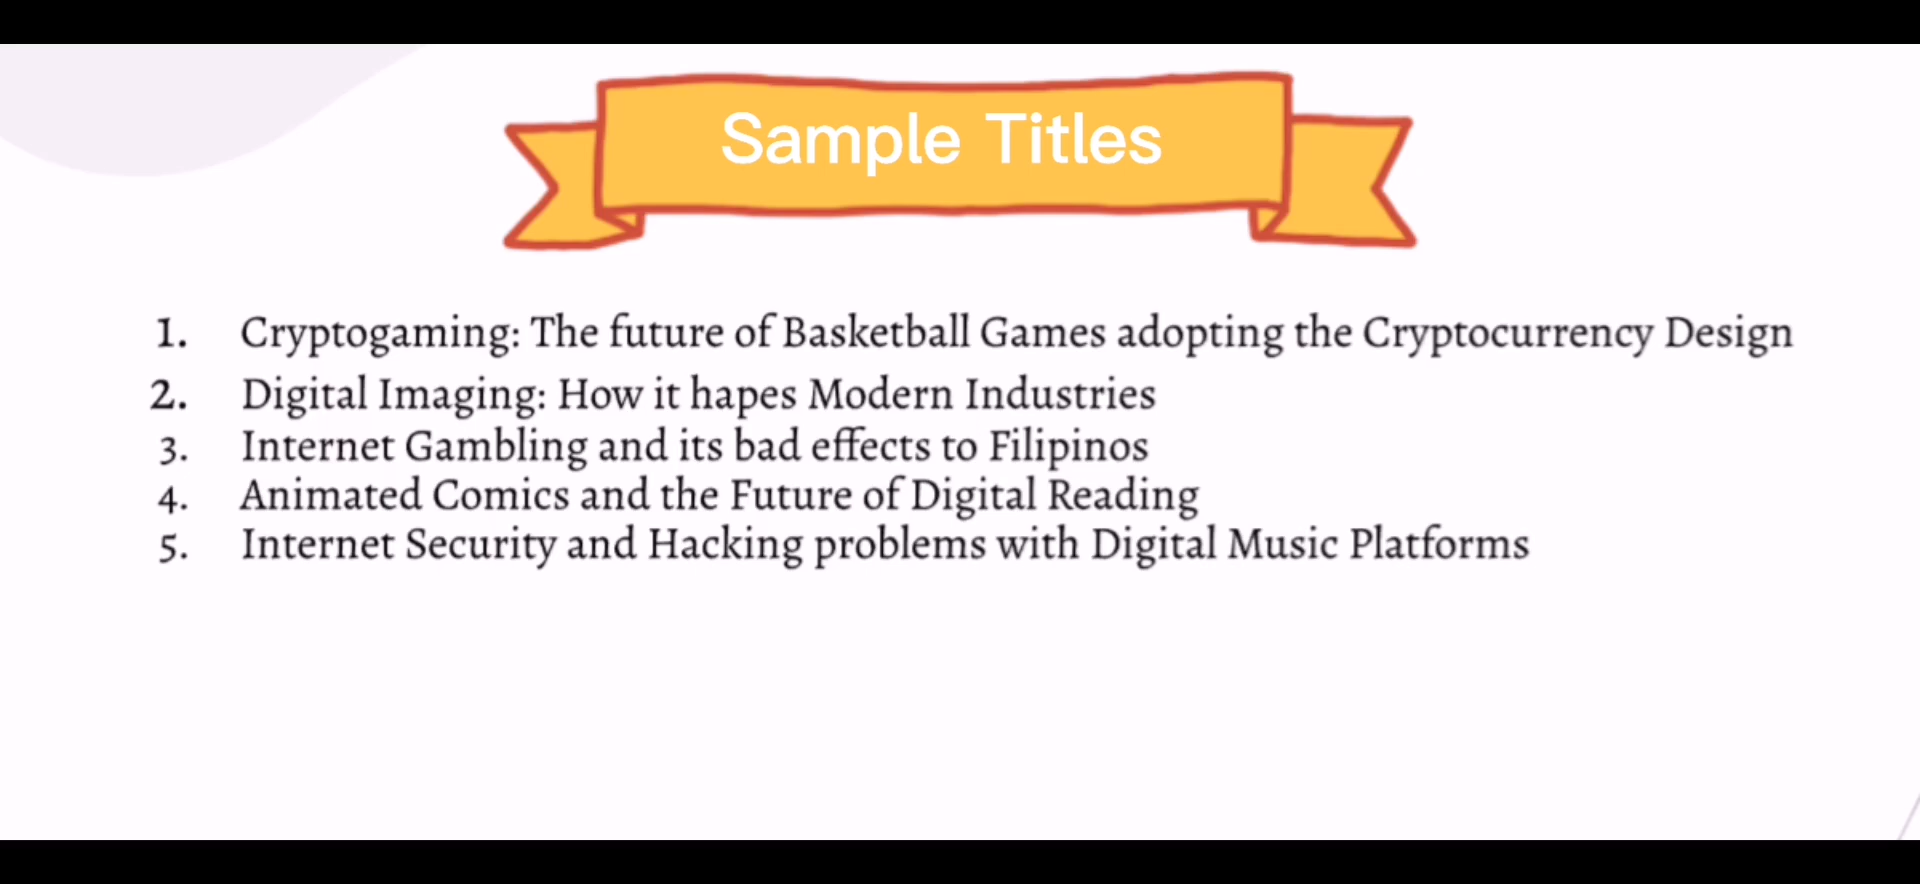 Sample Titles
1. Cryptogaming: The future of Basketball Games adopting the Cryptocurrency Design
2. Digital Imaging: How it hapes Modern Industries
3. Internet Gambling and its bad effects to Filipinos
4. Animated Comics and the Future of Digital Reading
5. Internet Security and Hacking problems with Digital Music Platforms